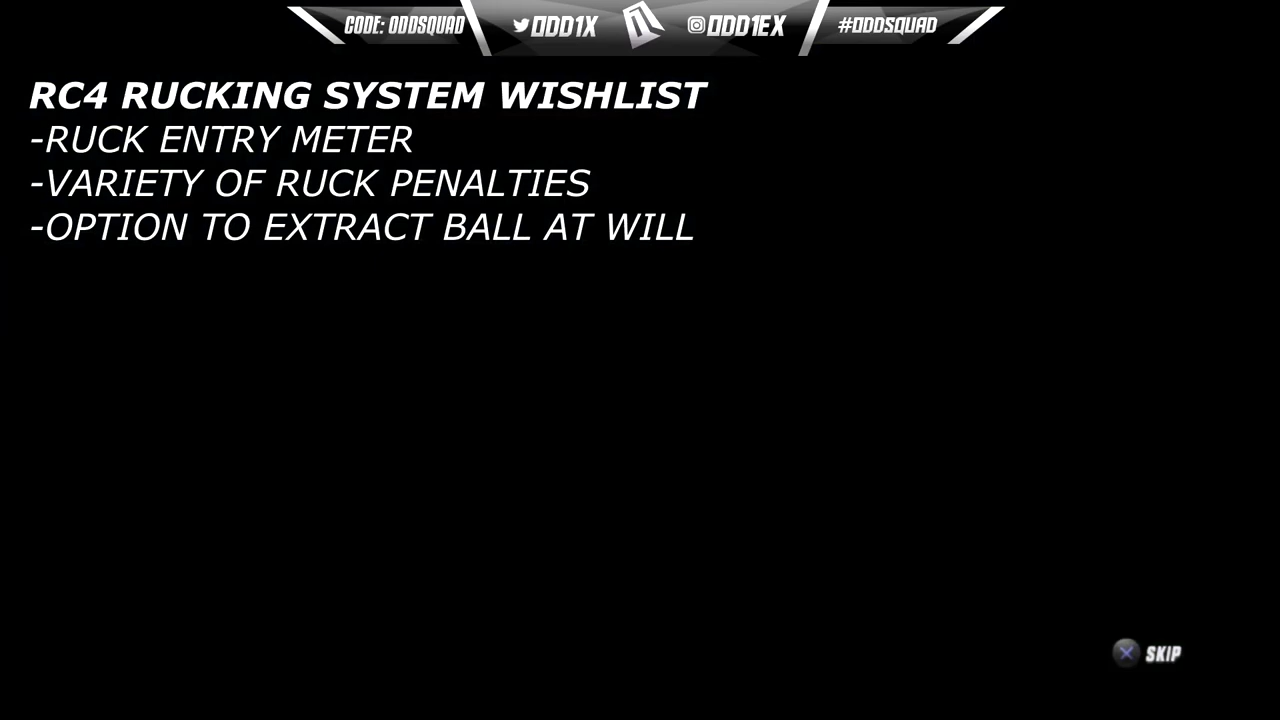 CODE: ODDSQUAD ODD1X ODD1EX #ODDSQUAD
RC4 RUCKING SYSTEM WISHLIST
-RUCK ENTRY METER
-VARIETY OF RUCK PENALTIES
-OPTION TO EXTRACT BALL AT WILL
SKIP